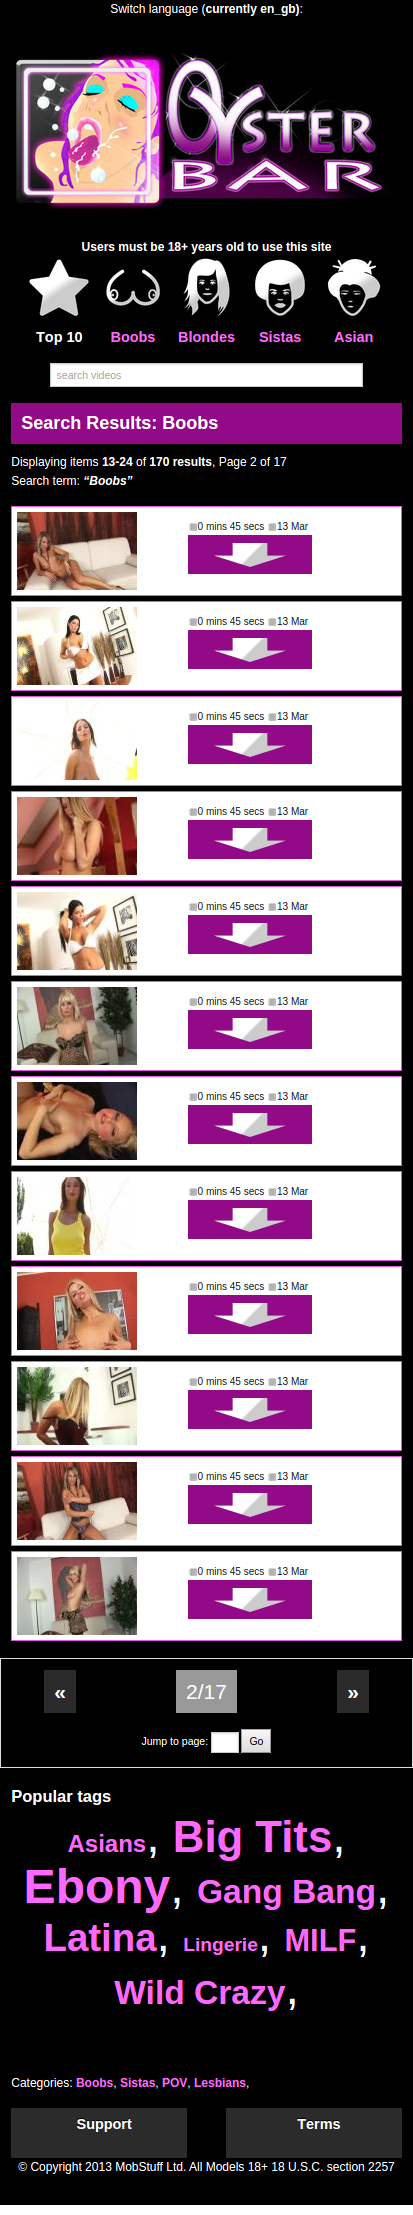 Switch language (currently en_gb):
OYSTER
BAR
Users must be 18+ years old to use this site
Top 10 Boobs Blondes Sistas Asian
search videos
Search Results: Boobs
Displaying items 13-24 of 170 results, Page 2 of 17
Search term: “Boobs”
0 mins 45 secs 13 Mar
0 mins 45 secs 13 Mar
0 mins 45 secs 13 Mar
0 mins 45 secs 13 Mar
0 mins 45 secs 13 Mar
0 mins 45 secs 13 Mar
0 mins 45 secs 13 Mar
0 mins 45 secs 13 Mar
0 mins 45 secs 13 Mar
0 mins 45 secs 13 Mar
0 mins 45 secs 13 Mar
0 mins 45 secs 13 Mar
« 2/17 »
Jump to page: Go
Popular tags
Asians, Big Tits,
Ebony, Gang Bang,
Latina, Lingerie, MILF,
Wild Crazy,
Categories: Boobs, Sistas, POV, Lesbians,
Support Terms
© Copyright 2013 MobStuff Ltd. All Models 18+ 18 U.S.C. section 2257